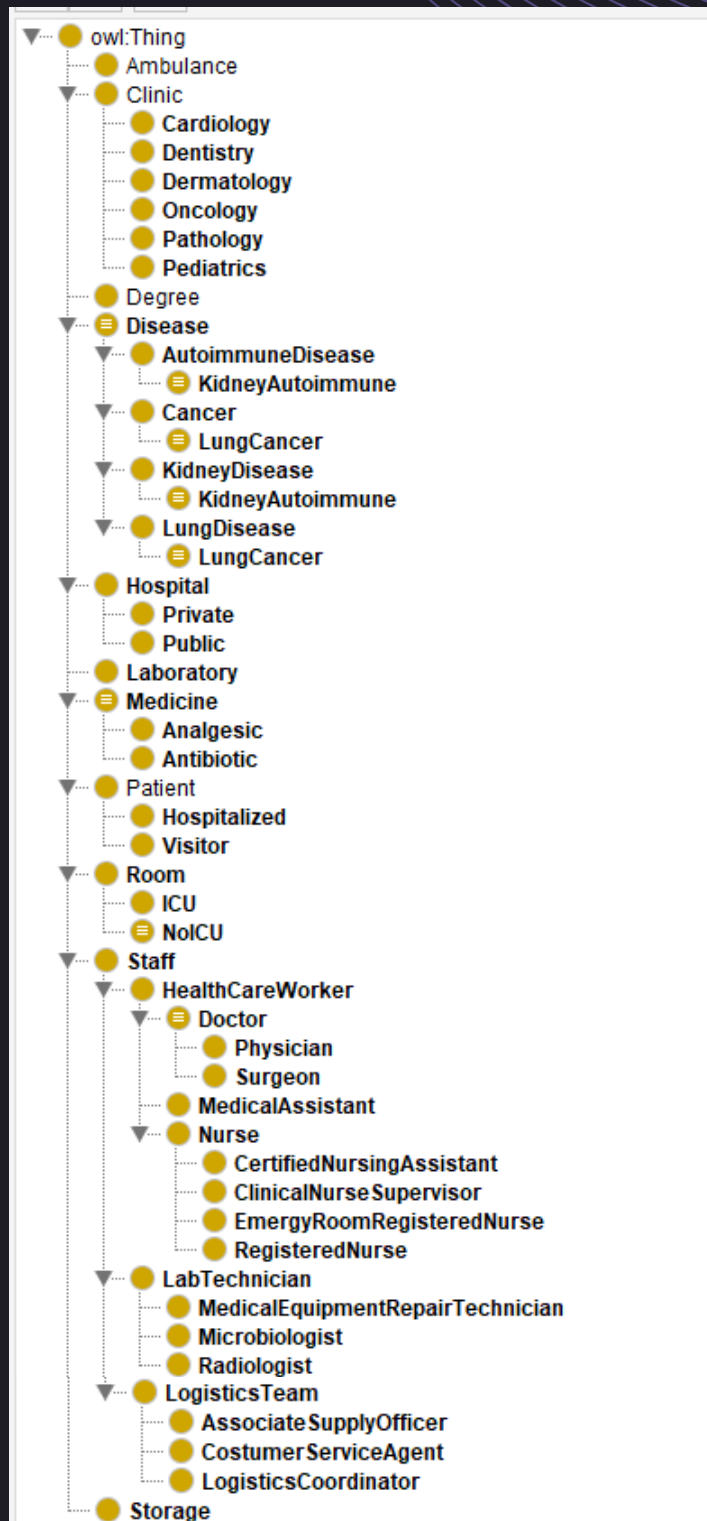 owl:Thing
Ambulance
Clinic
Cardiology
Dentistry
Dermatology
Oncology
Pathology
Pediatrics
Degree
Disease
AutoimmuneDisease
KidneyAutoimmune
Cancer
LungCancer
KidneyDisease
KidneyAutoimmune
LungDisease
LungCancer
Hospital
Private
Public
Laboratory
Medicine
Analgesic
Antibiotic
Patient
Hospitalized
Visitor
Room
ICU
NoICU
Staff
HealthCareWorker
Doctor
Physician
Surgeon
MedicalAssistant
Nurse
CertifiedNursingAssistant
ClinicalNurseSupervisor
EmergyRoomRegisteredNurse
RegisteredNurse
LabTechnician
MedicalEquipmentRepairTechnician
Microbiologist
Radiologist
LogisticsTeam
AssociateSupplyOfficer
CostumerServiceAgent
LogisticsCoordinator
Storage